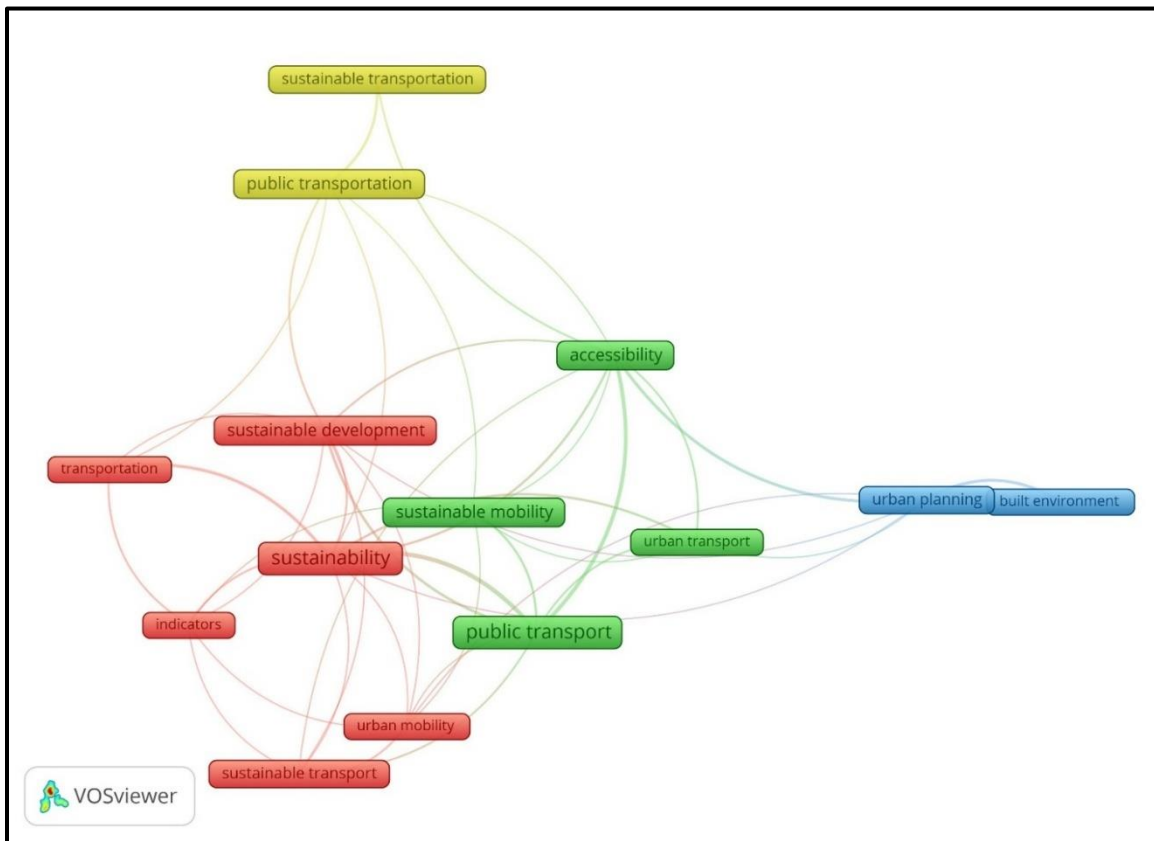 sustainable transportation
public transportation
accessibility
sustainable development
transportation
urban planning
built environment
sustainable mobility
urban transport
sustainability
indicators
public transport
urban mobility
sustainable transport
VOSviewer